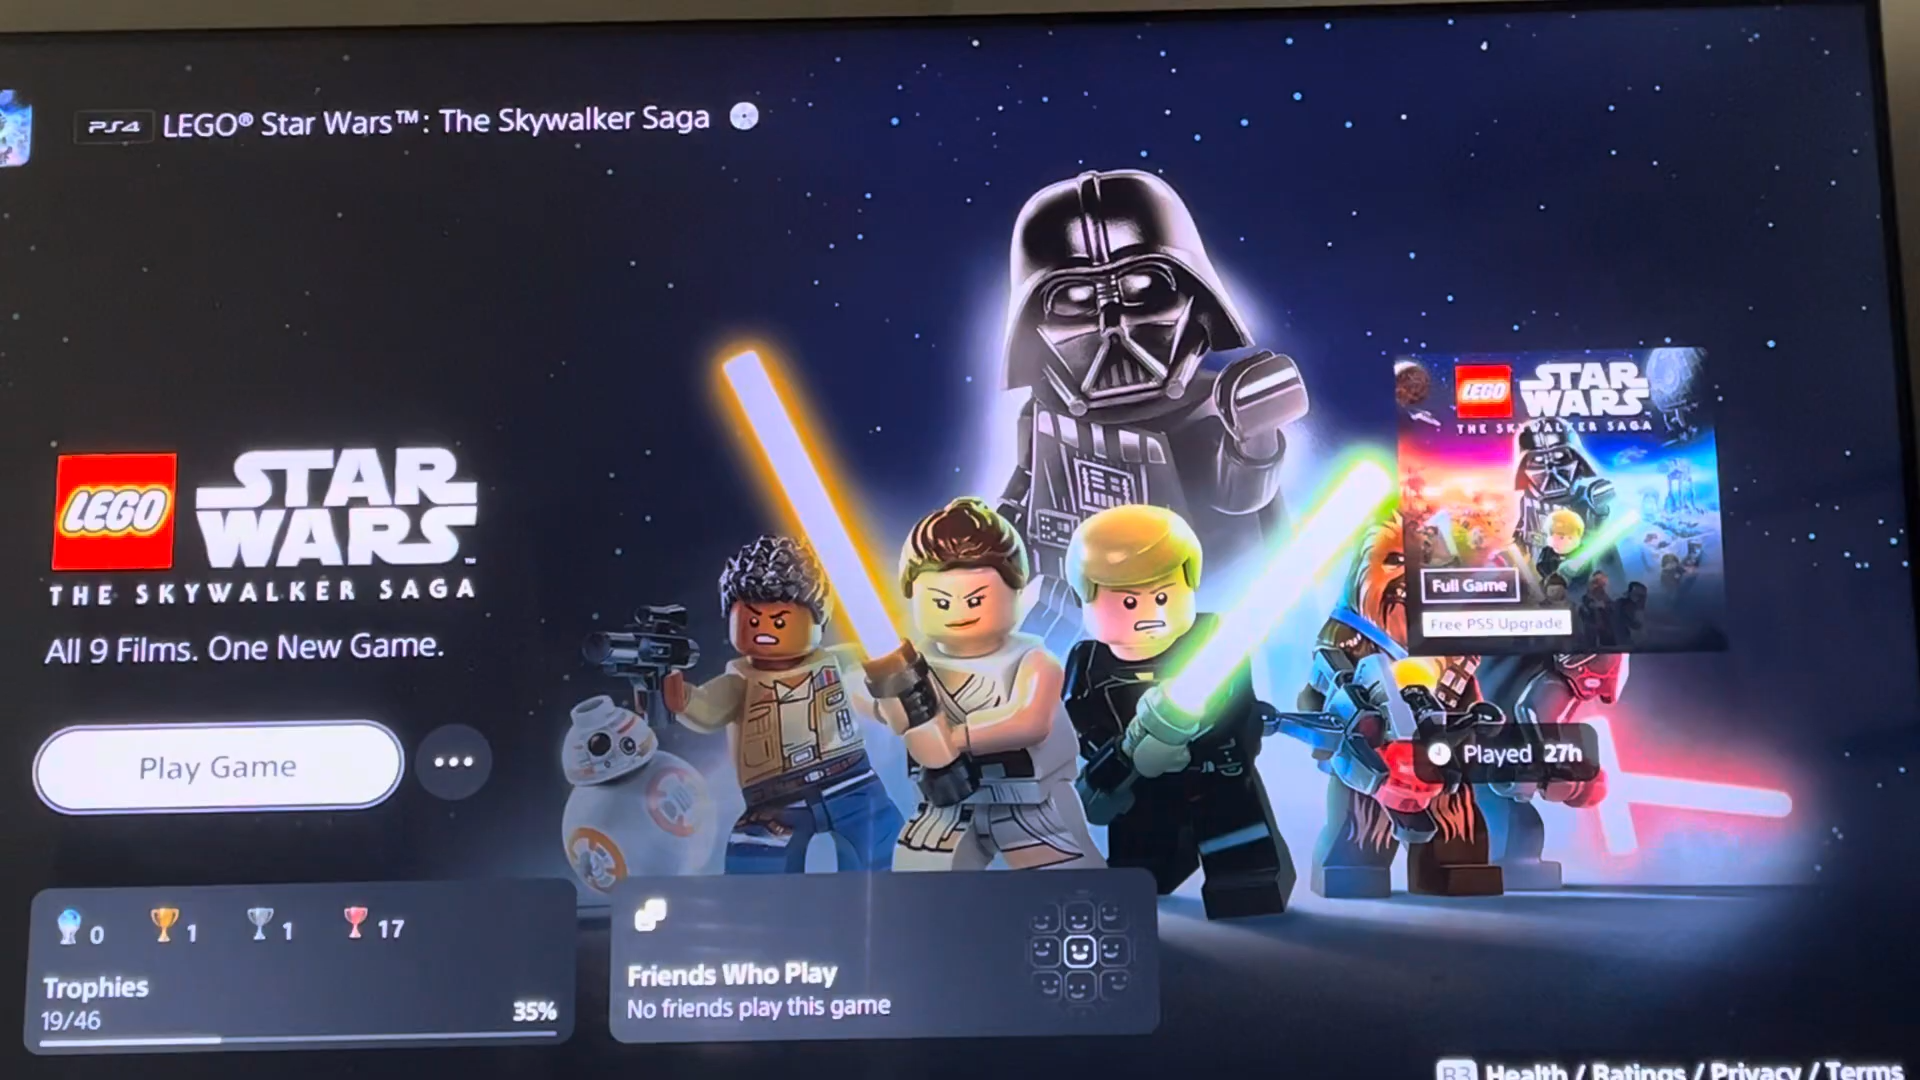 PS4 LEGO® Star Wars™: The Skywalker Saga
LEGO STAR WARS™
THE SKYWALKER SAGA
All 9 Films. One New Game.
Play Game
•••
LEGO STAR WARS
THE SKYWALKER SAGA
Full Game
Free PS5 Upgrade
Played 27h
0 1 1 17
Trophies
19/46 35%
Friends Who Play
No friends play this game
R3 Health / Ratings / Privacy / Terms